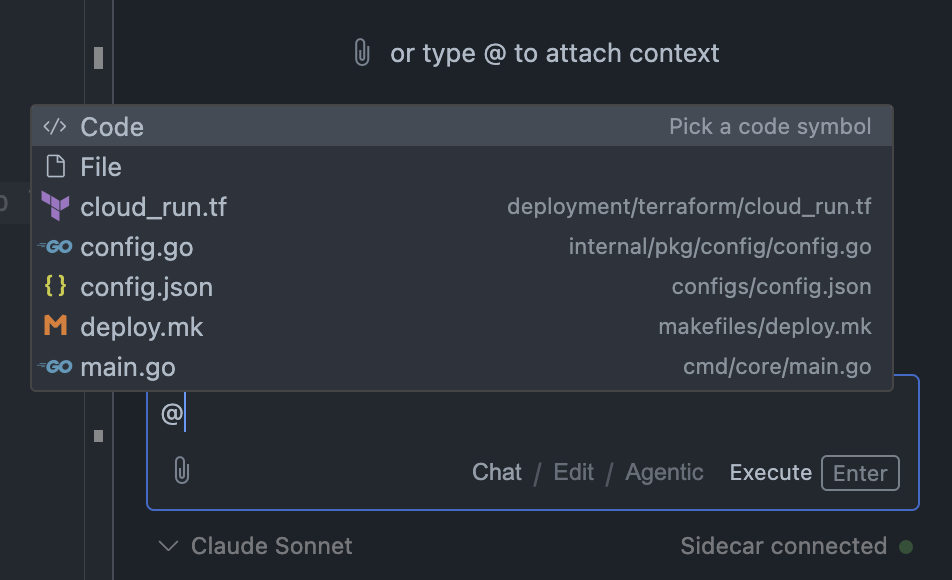 or type @ to attach context
Code Pick a code symbol
File
cloud_run.tf deployment/terraform/cloud_run.tf
GO config.go internal/pkg/config/config.go
{} config.json configs/config.json
M deploy.mk makefiles/deploy.mk
GO main.go cmd/core/main.go
@
Chat / Edit / Agentic Execute Enter
Claude Sonnet Sidecar connected